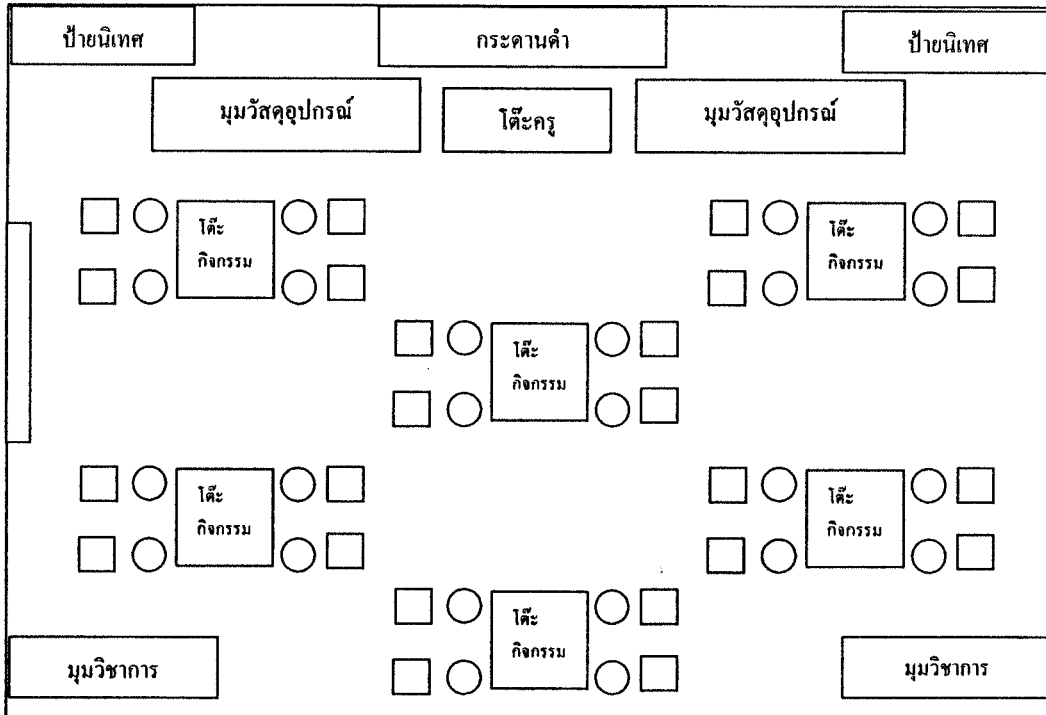 ป้ายนิเทศ
กระดานดำ
ป้ายนิเทศ
มุมวัสดุอุปกรณ์
โต๊ะครู
มุมวัสดุอุปกรณ์
โต๊ะ
กิจกรรม
โต๊ะ
กิจกรรม
โต๊ะ
กิจกรรม
โต๊ะ
กิจกรรม
โต๊ะ
กิจกรรม
โต๊ะ
กิจกรรม
มุมวิชาการ
มุมวิชาการ